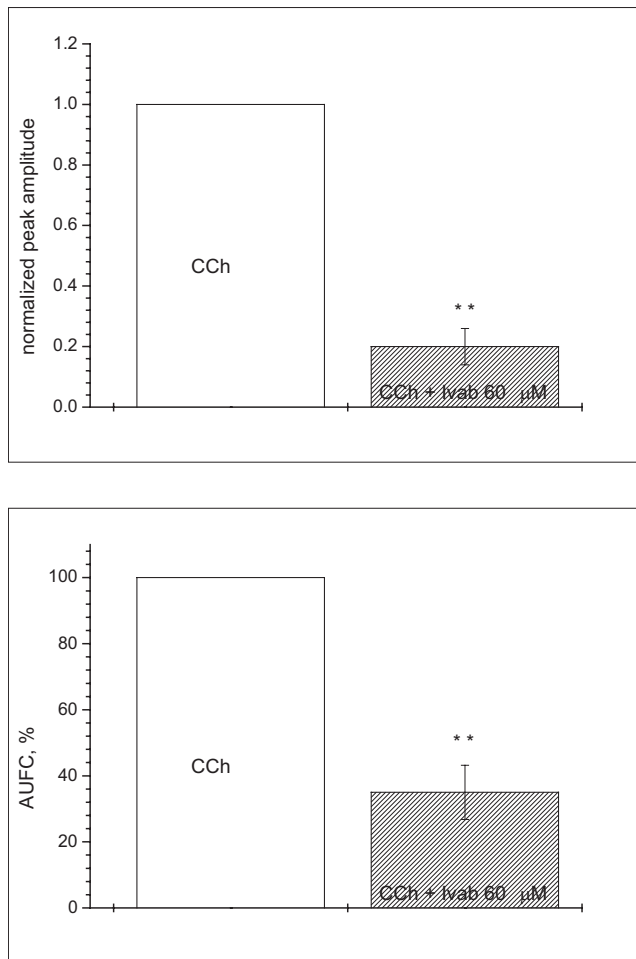 1.2
1.0
0.8
0.6
0.4
0.2
0.0
normalized peak amplitude
CCh
* *
CCh + Ivab 60 μM
100
80
60
40
20
0
AUFC, %
CCh
* *
CCh + Ivab 60 μM